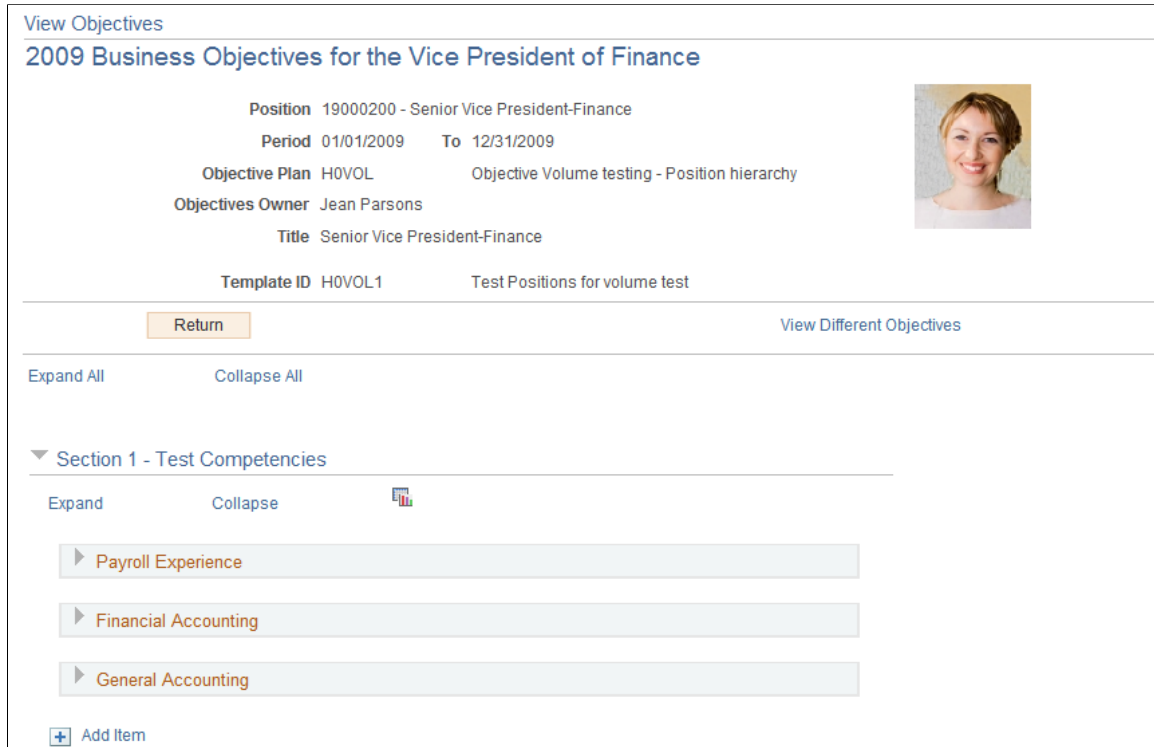 View Objectives
2009 Business Objectives for the Vice President of Finance
Position 19000200 - Senior Vice President-Finance
Period 01/01/2009 To 12/31/2009
Objective Plan H0VOL Objective Volume testing - Position hierarchy
Objectives Owner Jean Parsons
Title Senior Vice President-Finance
Template ID H0VOL1 Test Positions for volume test
Return View Different Objectives
Expand All Collapse All
Section 1 - Test Competencies
Expand Collapse
Payroll Experience
Financial Accounting
General Accounting
Add Item